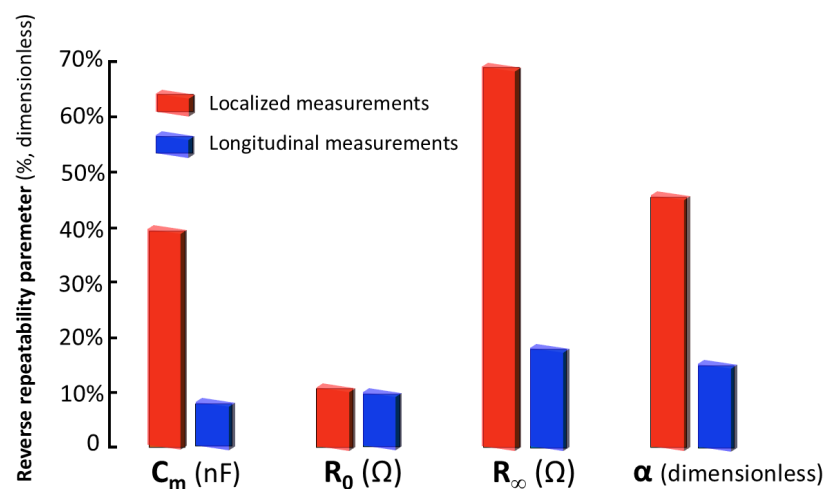 Reverse repeatability paremeter (%, dimensionless)
70%
60%
50%
40%
30%
20%
10%
0
Localized measurements
Longitudinal measurements
Cm (nF)
R0 (Ω)
R∞ (Ω)
α (dimensionless)